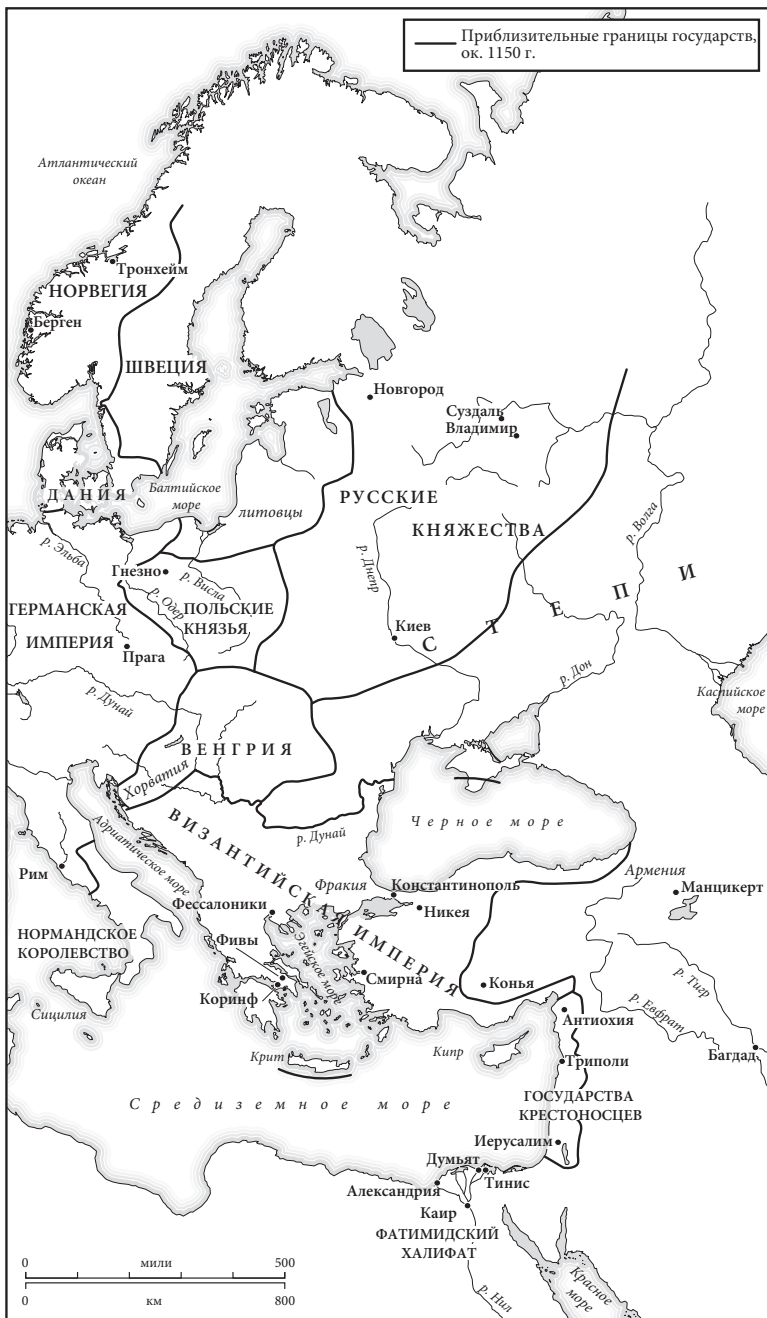 Приблизительные границы государств,
ок. 1150 г.
Атлантический
океан
Тронхейм
НОРВЕГИЯ
Берген
ШВЕЦИЯ
Новгород
Суздаль
Владимир
ДАНИЯ
Балтийское
море
литовцы
РУССКИЕ
КНЯЖЕСТВА
р. Волга
р. Эльба
Гнезно
р. Висла
р. Одер
р. Днепр
ГЕРМАНСКАЯ
ИМПЕРИЯ
ПОЛЬСКИЕ
КНЯЗЬЯ
Киев
СТЕПИ
Прага
р. Дунай
р. Дон
Каспийское
море
ВЕНГРИЯ
Хорватия
Черное море
р. Дунай
ВИЗАНТИЙСКАЯ ИМПЕРИЯ
Адриатическое море
Рим
Фракия
Константинополь
Армения
Манцикерт
Фессалоники
Никея
НОРМАНДСКОЕ
КОРОЛЕВСТВО
Фивы
Эгейское море
Смирна
Конья
р. Тигр
Коринф
р. Евфрат
Сицилия
Антиохия
Крит
Кипр
Триполи
Багдад
Средиземное море
ГОСУДАРСТВА
КРЕСТОНОСЦЕВ
Иерусалим
Думьят
Тинис
Александрия
Каир
ФАТИМИДСКИЙ
ХАЛИФАТ
р. Нил
Красное
море
0 мили 500
0 км 800